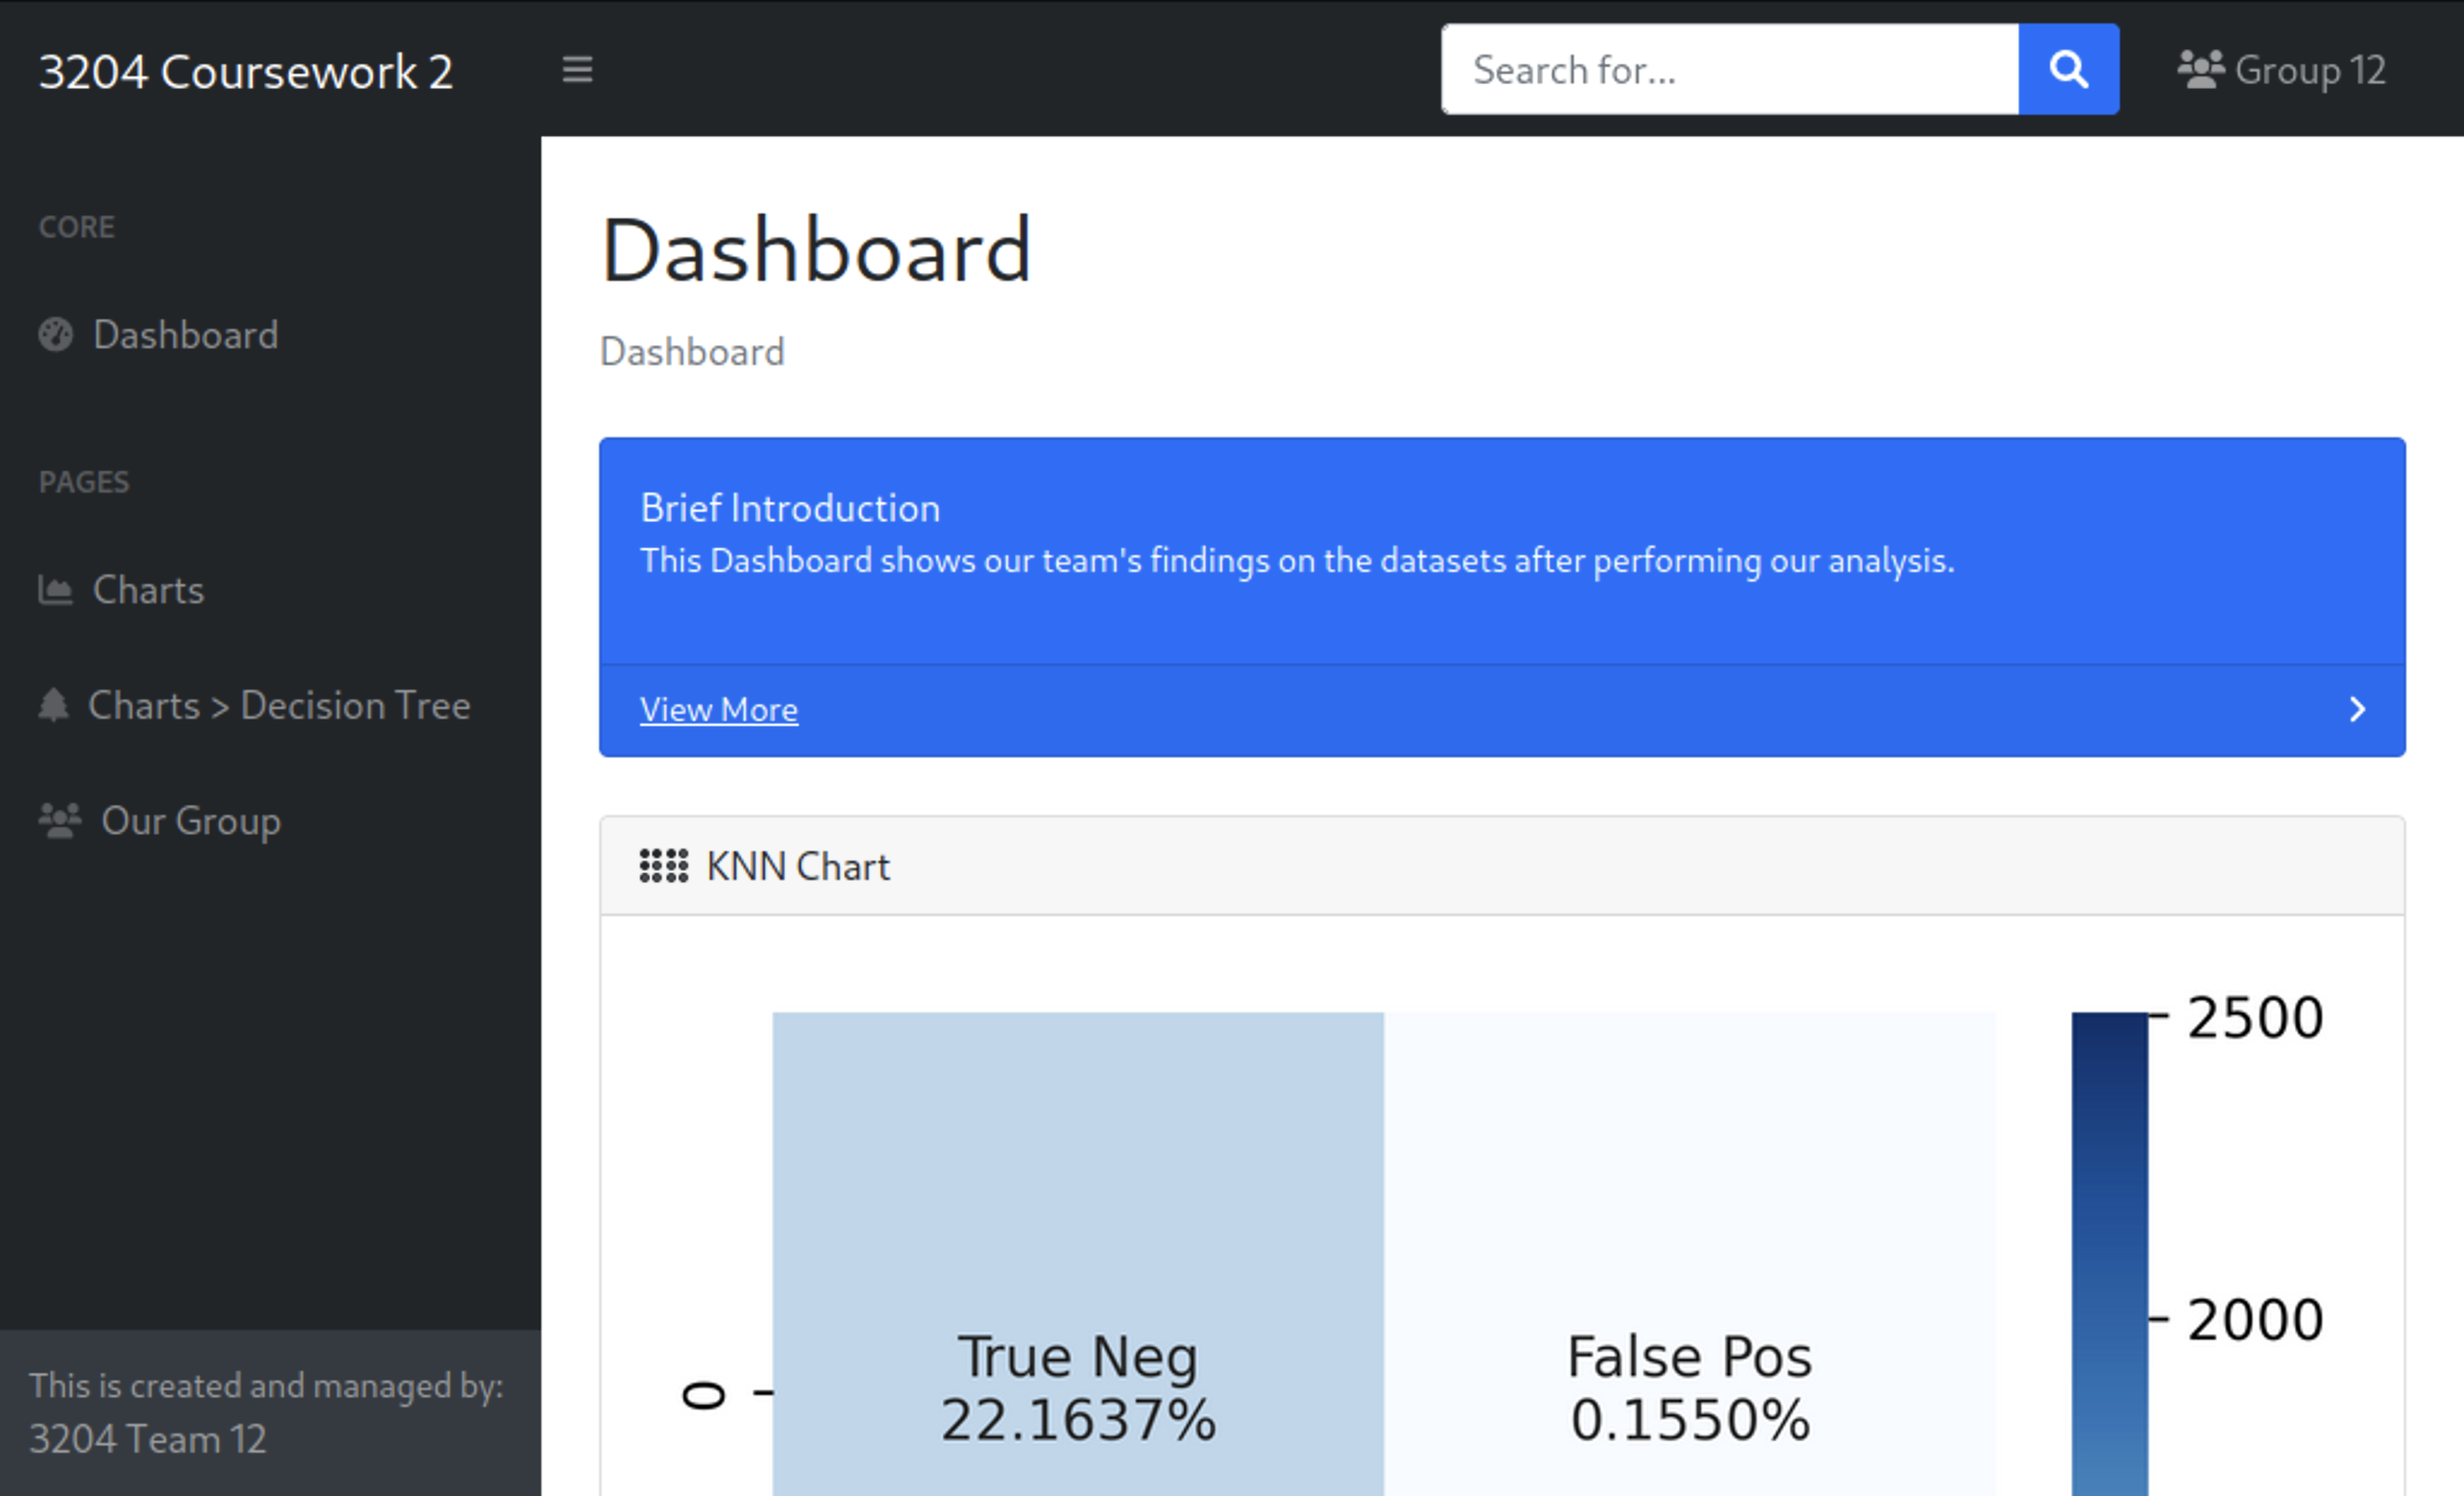 3204 Coursework 2
Search for...
Group 12
CORE
Dashboard
PAGES
Charts
Charts > Decision Tree
Our Group
This is created and managed by:
3204 Team 12
Dashboard
Dashboard
Brief Introduction
This Dashboard shows our team's findings on the datasets after performing our analysis.
View More
KNN Chart
0
True Neg
22.1637%
False Pos
0.1550%
2500
2000